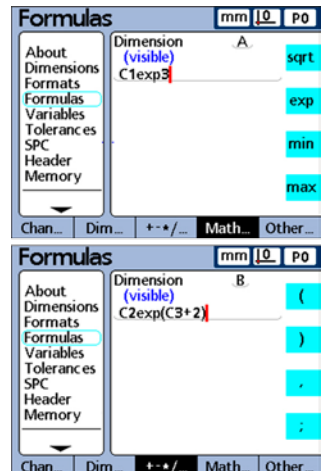 Formulas mm 0 P0
About
Dimensions
Formats
Formulas
Variables
Tolerances
SPC
Header
Memory
Dimension A
(visible)
C1exp3
sqrt
exp
min
max
Chan... Dim... +-*/... Math... Other...
Formulas mm 0 P0
About
Dimensions
Formats
Formulas
Variables
Tolerances
SPC
Header
Memory
Dimension B
(visible)
C2exp(C3+2)
(
)
,
;
Chan... Dim... +-*/... Math... Other...